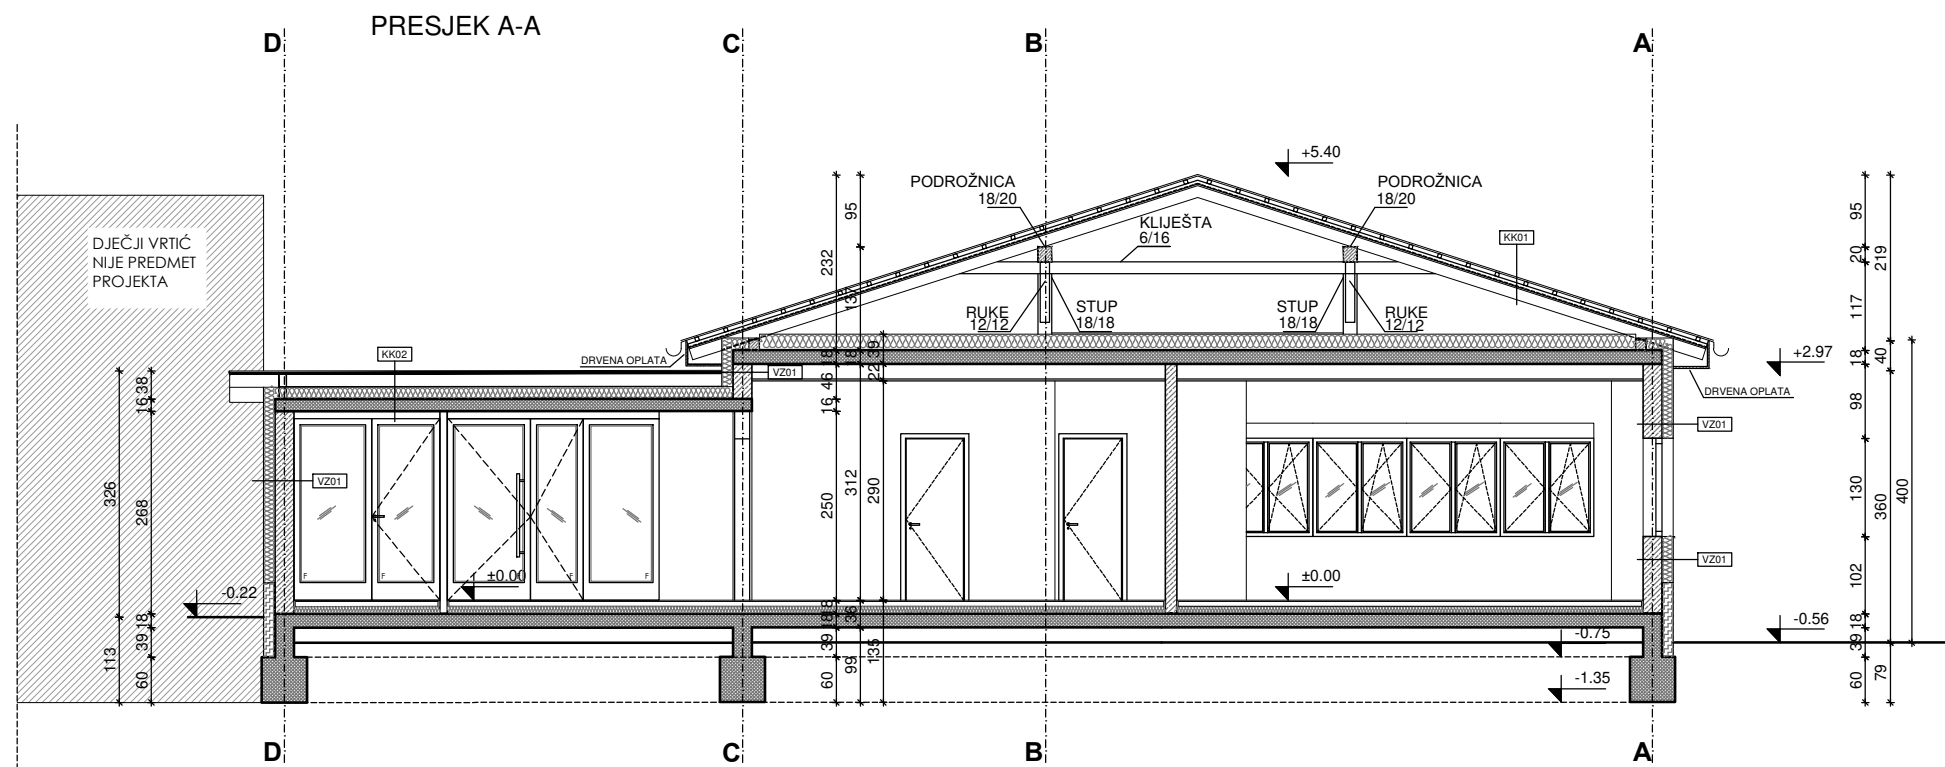 PRESJEK A-A
D
C
B
A
+5.40
PODROŽNICA
18/20
PODROŽNICA
18/20
KLIJEŠTA
6/16
KK01
DJEČJI VRTIĆ
NIJE PREDMET
PROJEKTA
RUKE
12/12
STUP
18/18
STUP
18/18
RUKE
12/12
KK02
DRVENA OPLATA
VZ01
+2.97
DRVENA OPLATA
VZ01
VZ01
VZ01
F
F
F
F
±0.00
±0.00
-0.22
-0.56
-0.75
-1.35
326
113
38
16
268
18
39
60
232
18
46
16
250
18
18
39
60
95
137
18
312
36
99
39
22
290
135
95
20
117
18
98
130
102
18
39
60
219
40
360
79
400
D
C
B
A